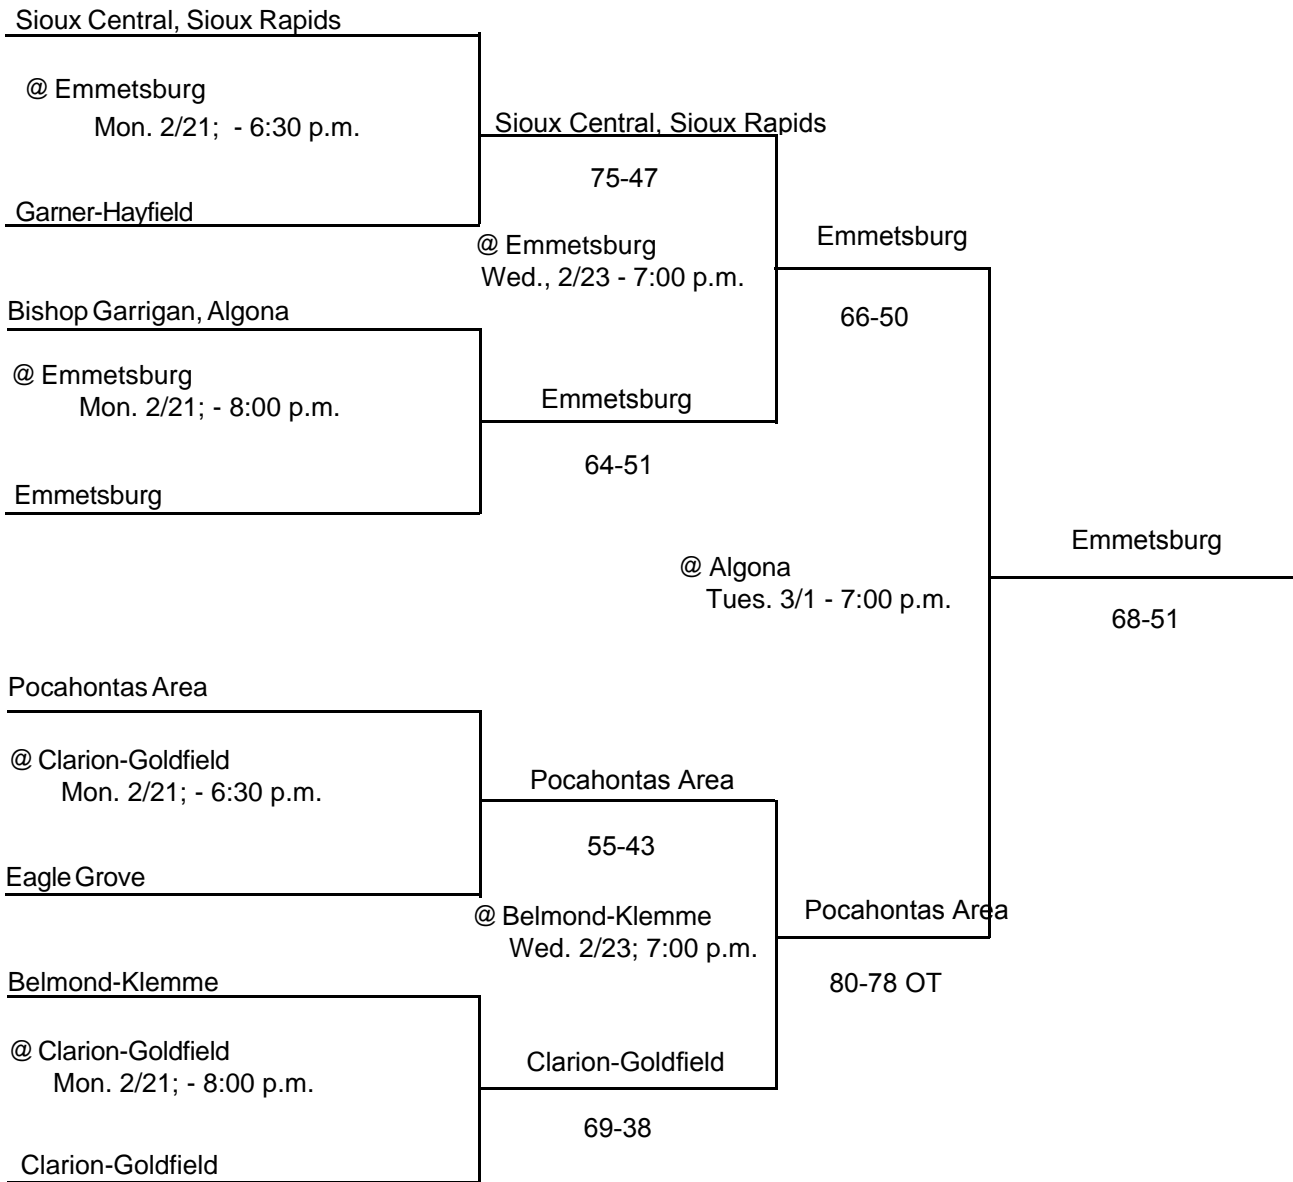 Sioux Central, Sioux Rapids
@ Emmetsburg
Mon. 2/21;  - 6:30 p.m.
Sioux Central, Sioux Rapids
75-47
Garner-Hayfield
@ Emmetsburg
Wed., 2/23 - 7:00 p.m.
Emmetsburg
66-50
Bishop Garrigan, Algona
@ Emmetsburg
Mon. 2/21; - 8:00 p.m.
Emmetsburg
64-51
Emmetsburg
@ Algona
Tues. 3/1 - 7:00 p.m.
Emmetsburg
68-51
Pocahontas Area
@ Clarion-Goldfield
Mon. 2/21; - 6:30 p.m.
Pocahontas Area
55-43
Eagle Grove
@ Belmond-Klemme
Wed. 2/23; 7:00 p.m.
Pocahontas Area
80-78 OT
Belmond-Klemme
@ Clarion-Goldfield
Mon. 2/21; - 8:00 p.m.
Clarion-Goldfield
69-38
Clarion-Goldfield